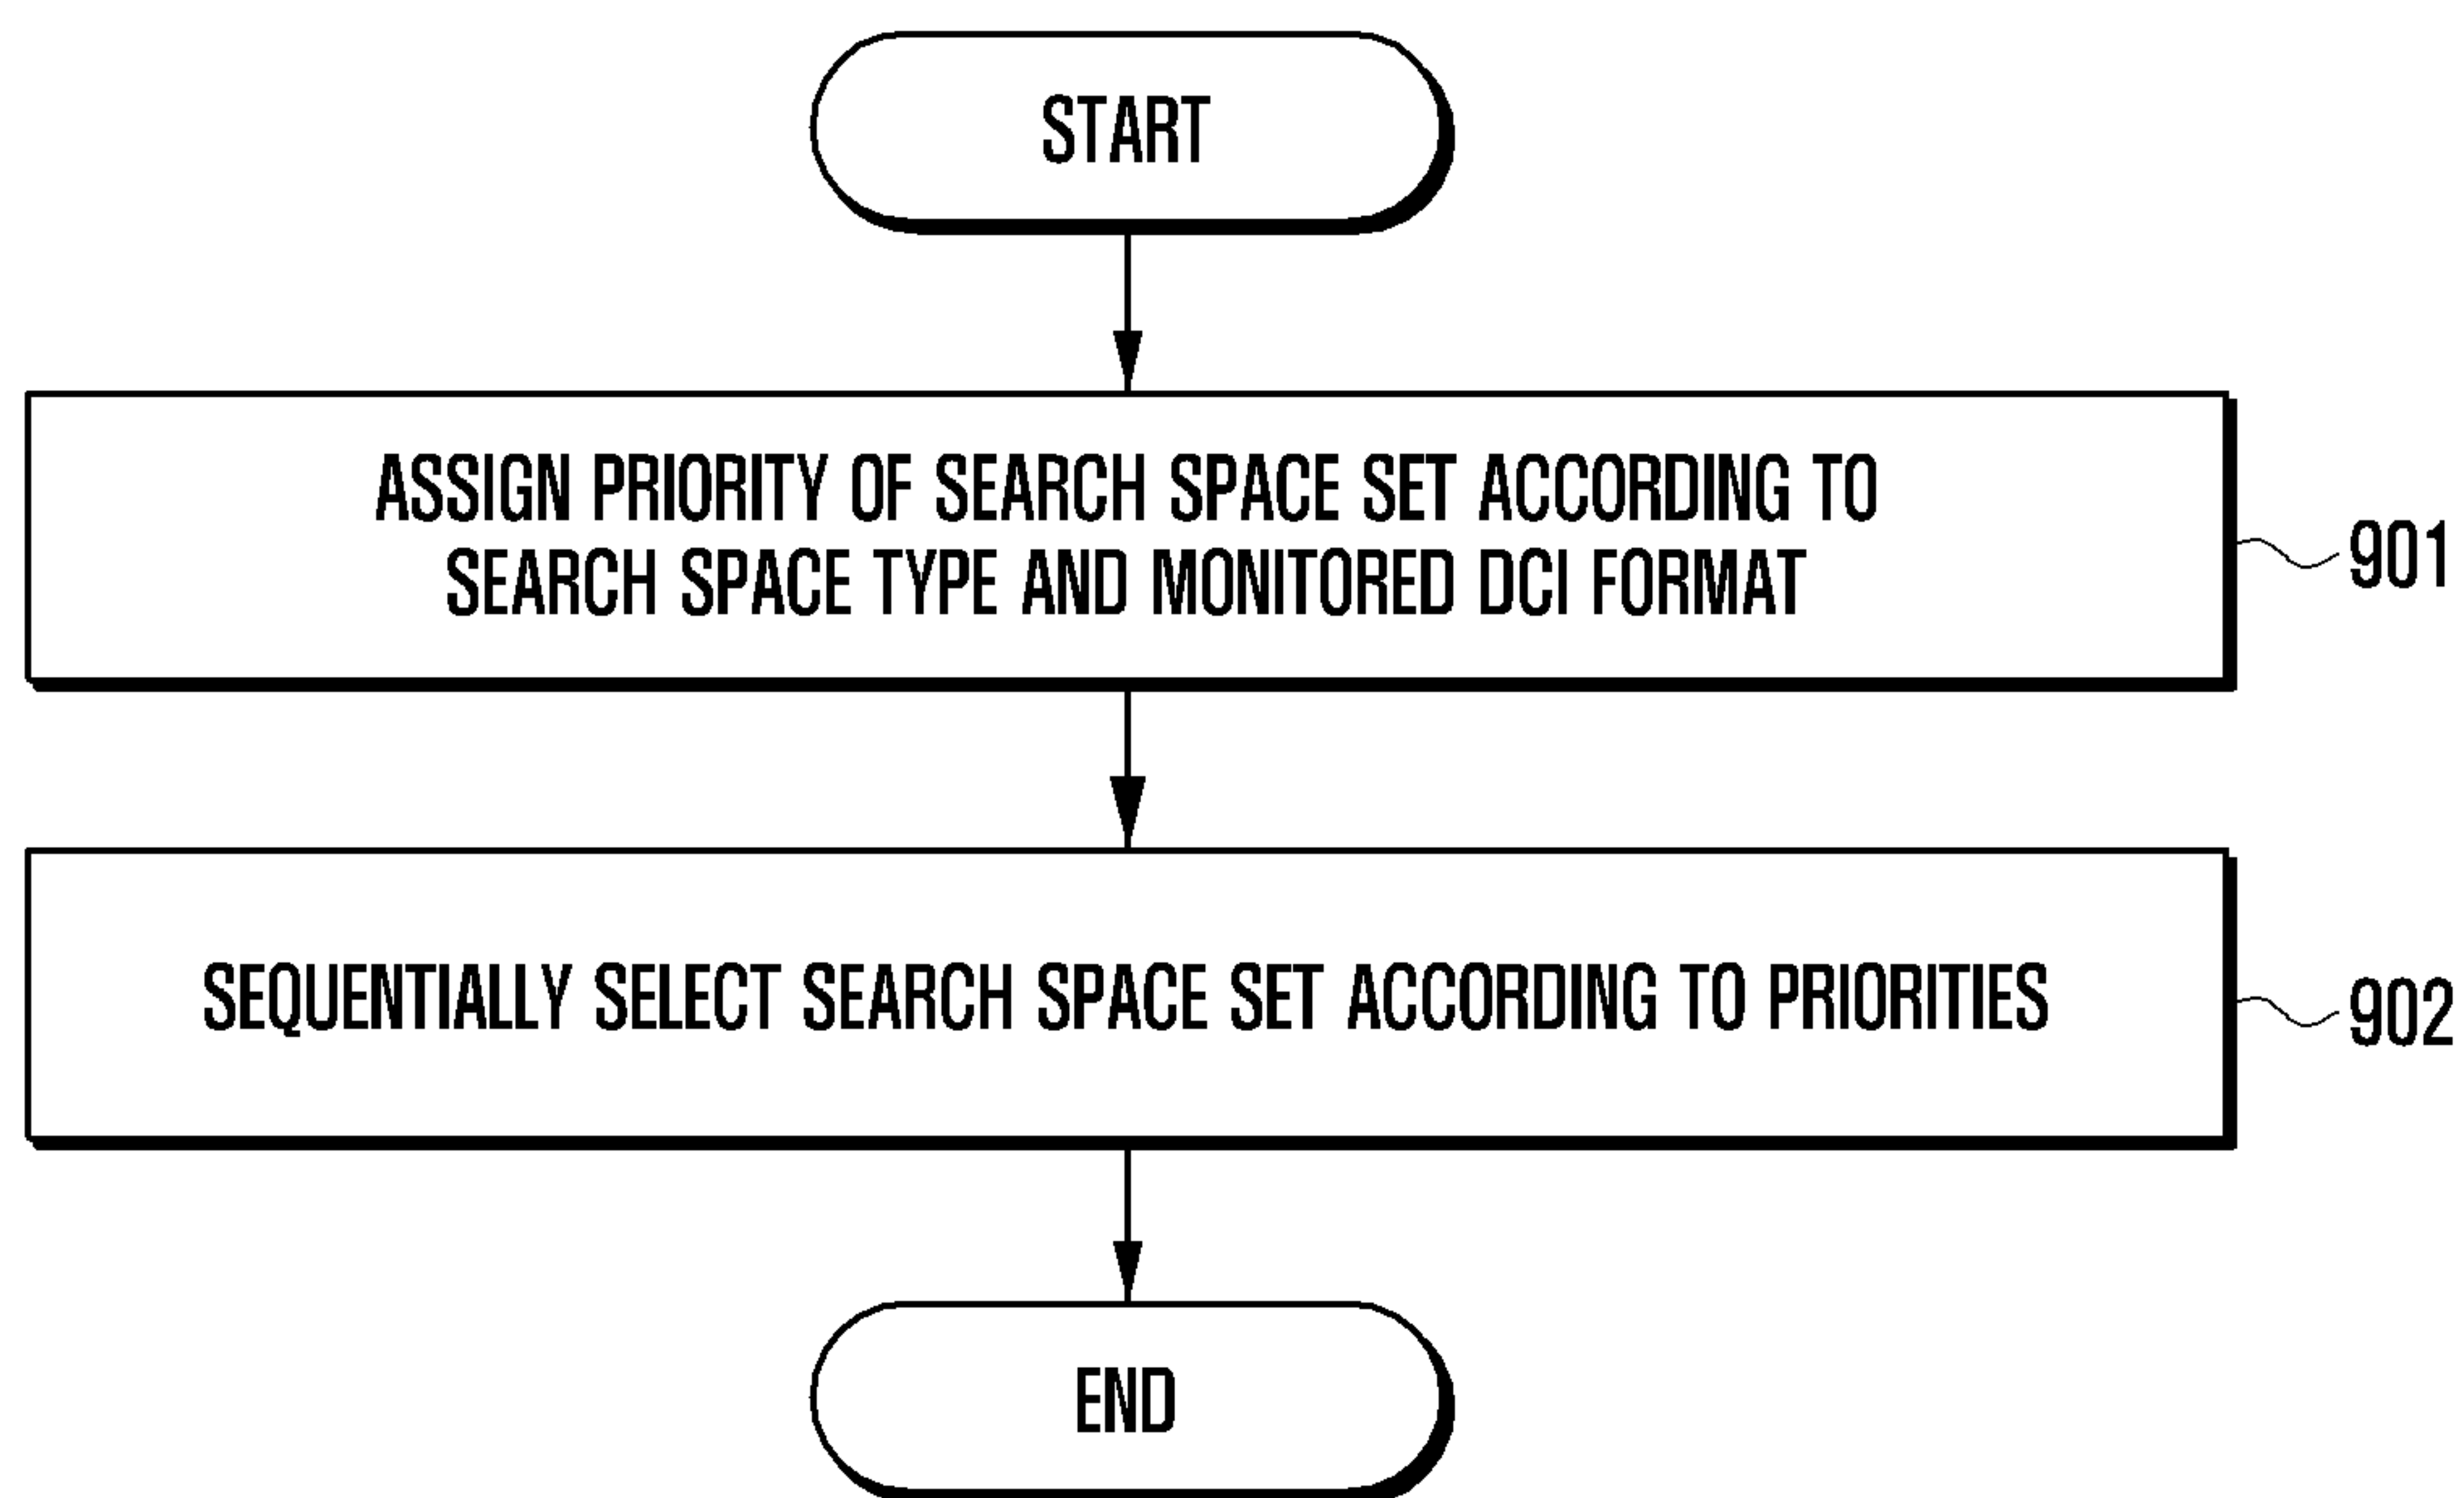 START
ASSIGN PRIORITY OF SEARCH SPACE SET ACCORDING TO
SEARCH SPACE TYPE AND MONITORED DCI FORMAT
901
SEQUENTIALLY SELECT SEARCH SPACE SET ACCORDING TO PRIORITIES
902
END